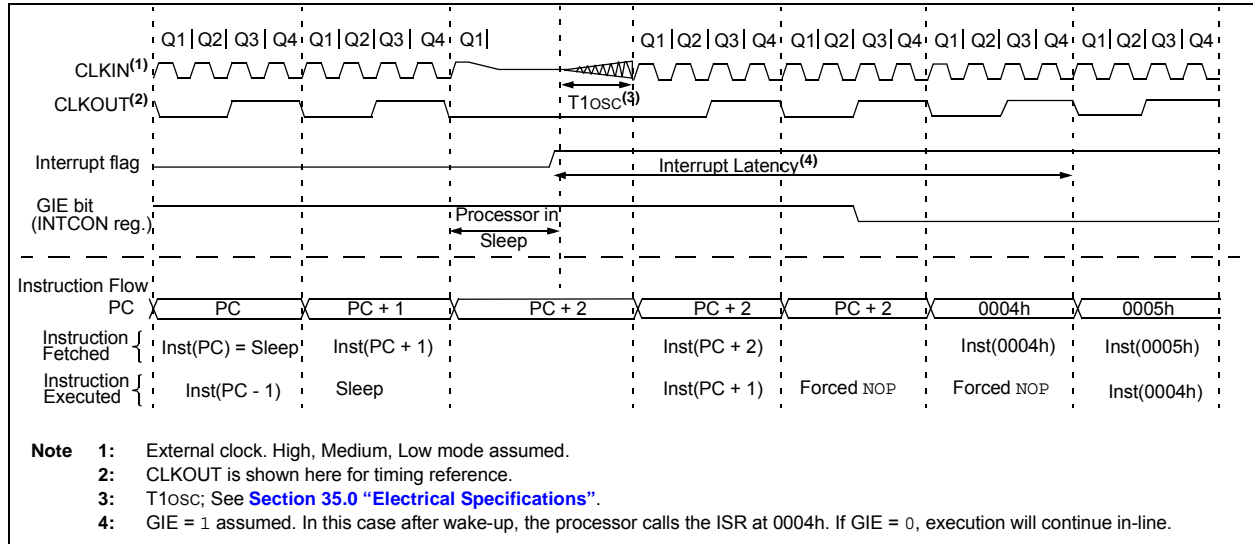 Q1| Q2| Q3| Q4 Q1| Q2| Q3| Q4 Q1| Q1| Q2| Q3| Q4 Q1| Q2| Q3| Q4 Q1| Q2| Q3| Q4 Q1| Q2| Q3| Q4
CLKIN(1)
CLKOUT(2) T1OSC(3)
Interrupt flag Interrupt Latency(4)
GIE bit
(INTCON reg.) Processor in
Sleep
Instruction Flow
PC PC PC + 1 PC + 2 PC + 2 PC + 2 0004h 0005h
Instruction
Fetched { Inst(PC) = Sleep Inst(PC + 1) Inst(PC + 2) Inst(0004h) Inst(0005h)
Instruction
Executed { Inst(PC - 1) Sleep Inst(PC + 1) Forced NOP Forced NOP Inst(0004h)
Note 1: External clock. High, Medium, Low mode assumed.
2: CLKOUT is shown here for timing reference.
3: T1OSC; See Section 35.0 “Electrical Specifications”.
4: GIE = 1 assumed. In this case after wake-up, the processor calls the ISR at 0004h. If GIE = 0, execution will continue in-line.